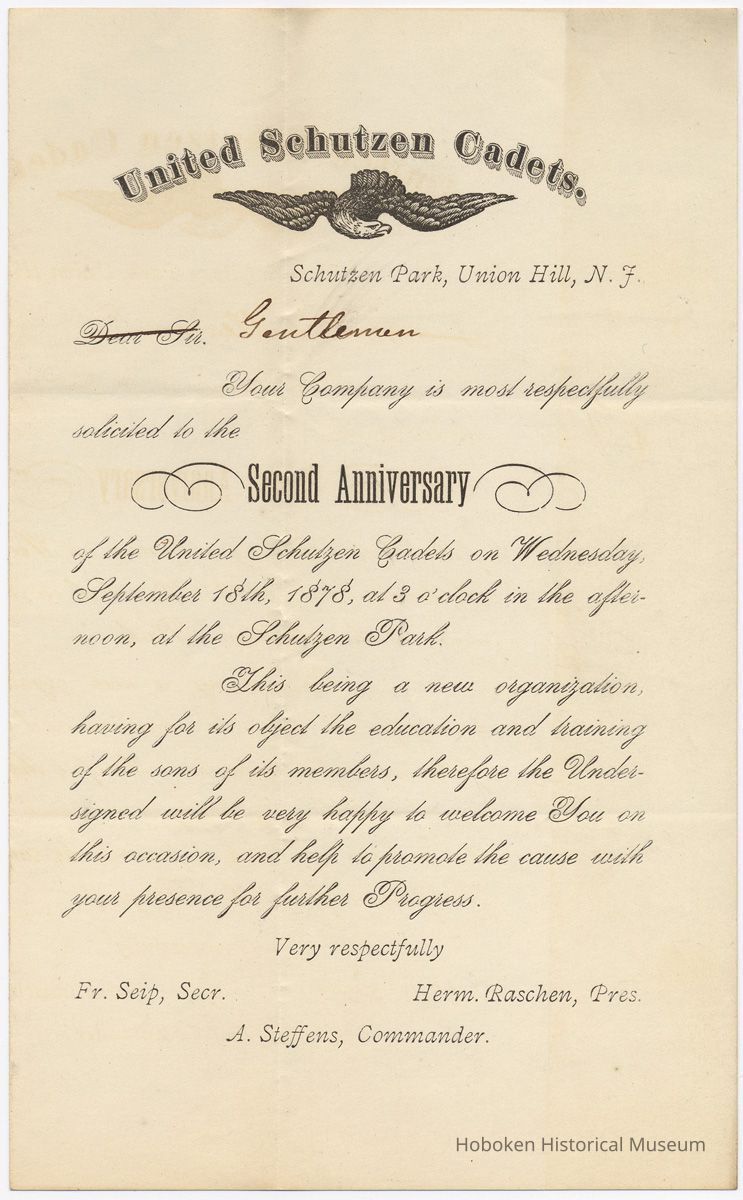 United Schutzen Cadets.
Schutzen Park, Union Hill, N. J.
Dear Sir. Gentlemen
Your Company is most respectfully
solicited to the
Second Anniversary
of the United Schutzen Cadets on Wednesday,
September 18th, 1878, at 3 o'clock in the after-
noon, at the Schutzen Park.
This being a new organization,
having for its object the education and training
of the sons of its members, therefore the Under-
signed will be very happy to welcome You on
this occasion, and help to promote the cause with
your presence for further Progress.
Very respectfully
Fr. Seip, Secr. Herm. Raschen, Pres.
A. Steffens, Commander.
Hoboken Historical Museum